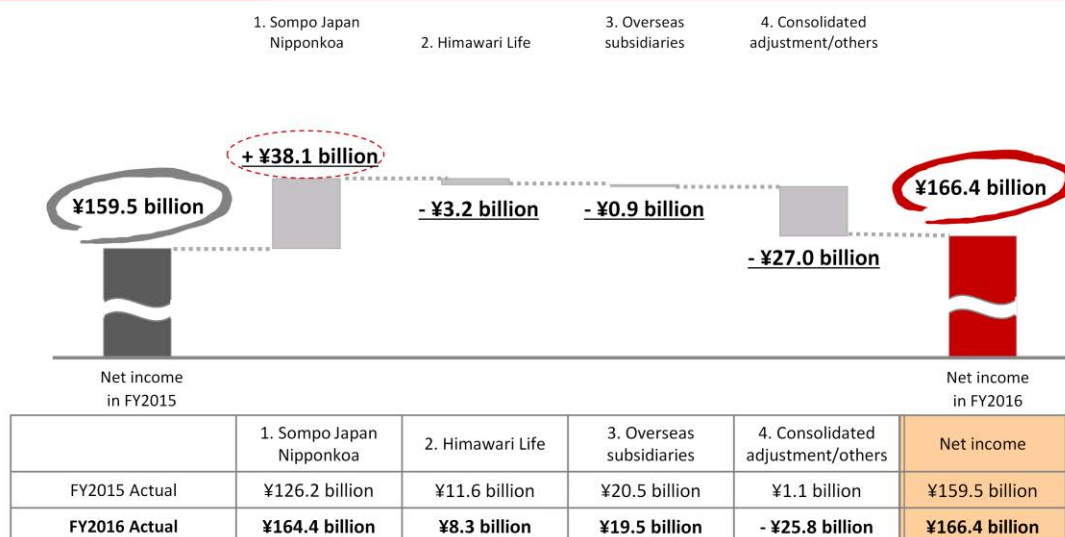 1. Sompo Japan
Nipponkoa
2. Himawari Life
3. Overseas
subsidiaries
4. Consolidated
adjustment/others
+ ¥38.1 billion
¥159.5 billion
- ¥3.2 billion
- ¥0.9 billion
- ¥27.0 billion
¥166.4 billion
Net income
in FY2015
Net income
in FY2016
1. Sompo Japan
Nipponkoa
2. Himawari Life
3. Overseas
subsidiaries
4. Consolidated
adjustment/others
Net income
FY2015 Actual ¥126.2 billion ¥11.6 billion ¥20.5 billion ¥1.1 billion ¥159.5 billion
FY2016 Actual ¥164.4 billion ¥8.3 billion ¥19.5 billion - ¥25.8 billion ¥166.4 billion